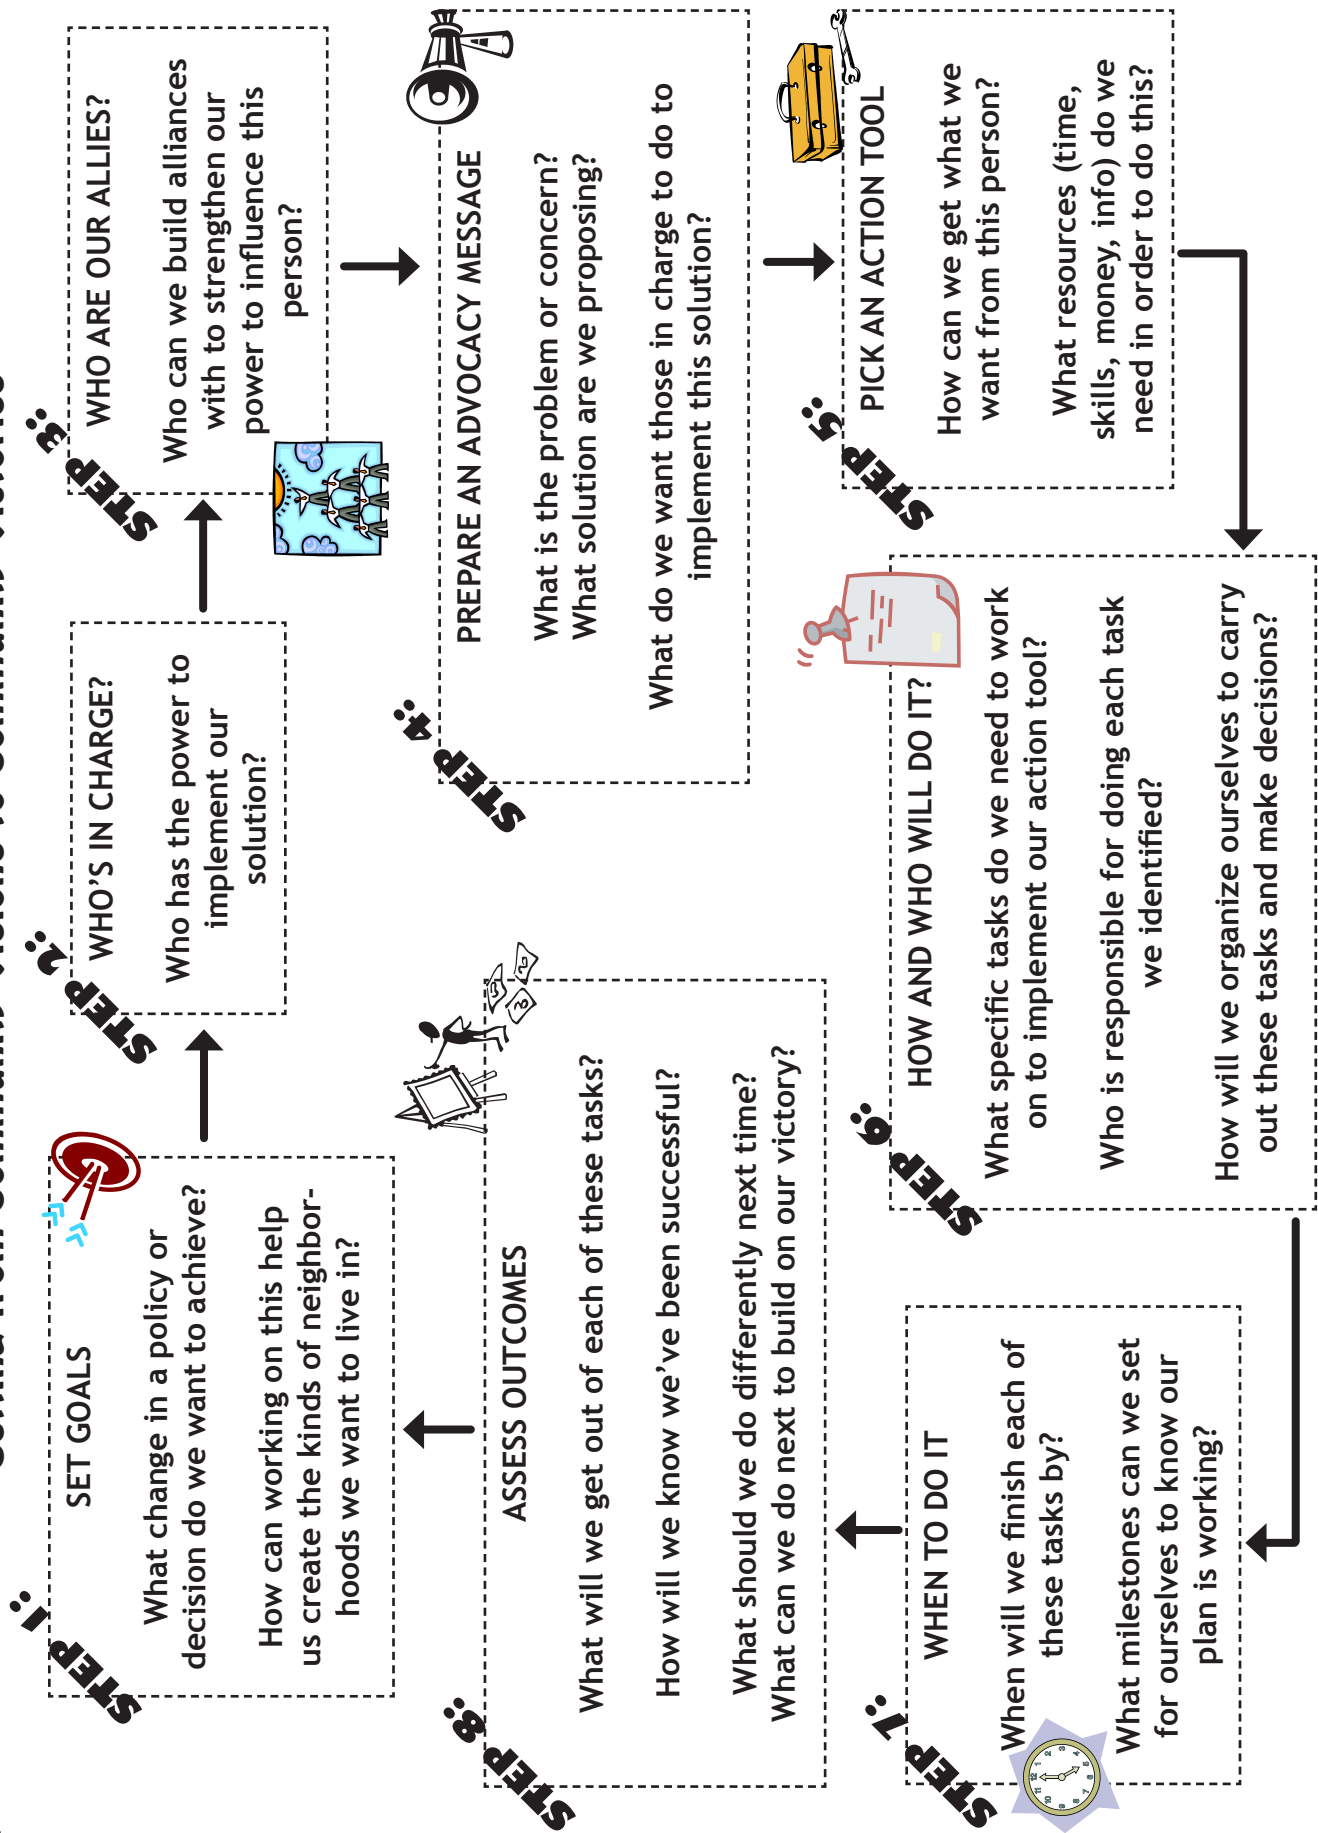 STEP 1:
SET GOALS
What change in a policy or
decision do we want to achieve?
How can working on this help
us create the kinds of neighbor-
hoods we want to live in?
STEP 2:
WHO'S IN CHARGE?
Who has the power to
implement our
solution?
STEP 3:
WHO ARE OUR ALLIES?
Who can we build alliances
with to strengthen our
power to influence this
person?
STEP 4:
PREPARE AN ADVOCACY MESSAGE
What is the problem or concern?
What solution are we proposing?
What do we want those in charge to do to
implement this solution?
STEP 5:
PICK AN ACTION TOOL
How can we get what we
want from this person?
What resources (time,
skills, money, info) do we
need in order to do this?
STEP 6:
HOW AND WHO WILL DO IT?
What specific tasks do we need to work
on to implement our action tool?
Who is responsible for doing each task
we identified?
How will we organize ourselves to carry
out these tasks and make decisions?
STEP 7:
WHEN TO DO IT
When will we finish each of
these tasks by?
What milestones can we set
for ourselves to know our
plan is working?
STEP 8:
ASSESS OUTCOMES
What will we get out of each of these tasks?
How will we know we've been successful?
What should we do differently next time?
What can we do next to build on our victory?